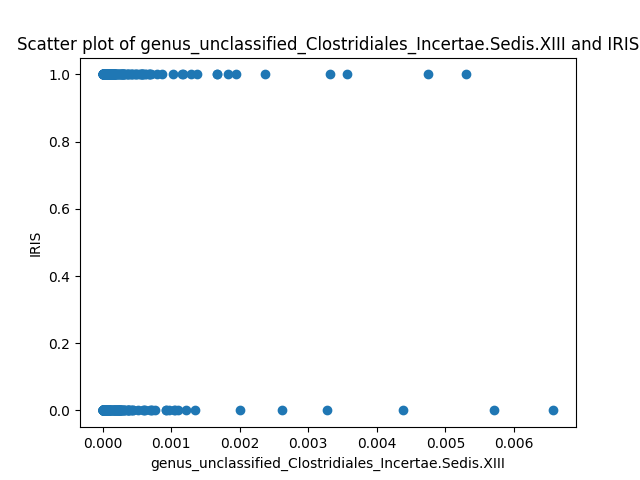 Scatter plot of genus_unclassified_Clostridiales_Incertae.Sedis.XIII and IRIS
1.0
0.8
0.6
0.4
0.2
0.0
IRIS
0.000 0.001 0.002 0.003 0.004 0.005 0.006
genus_unclassified_Clostridiales_Incertae.Sedis.XIII